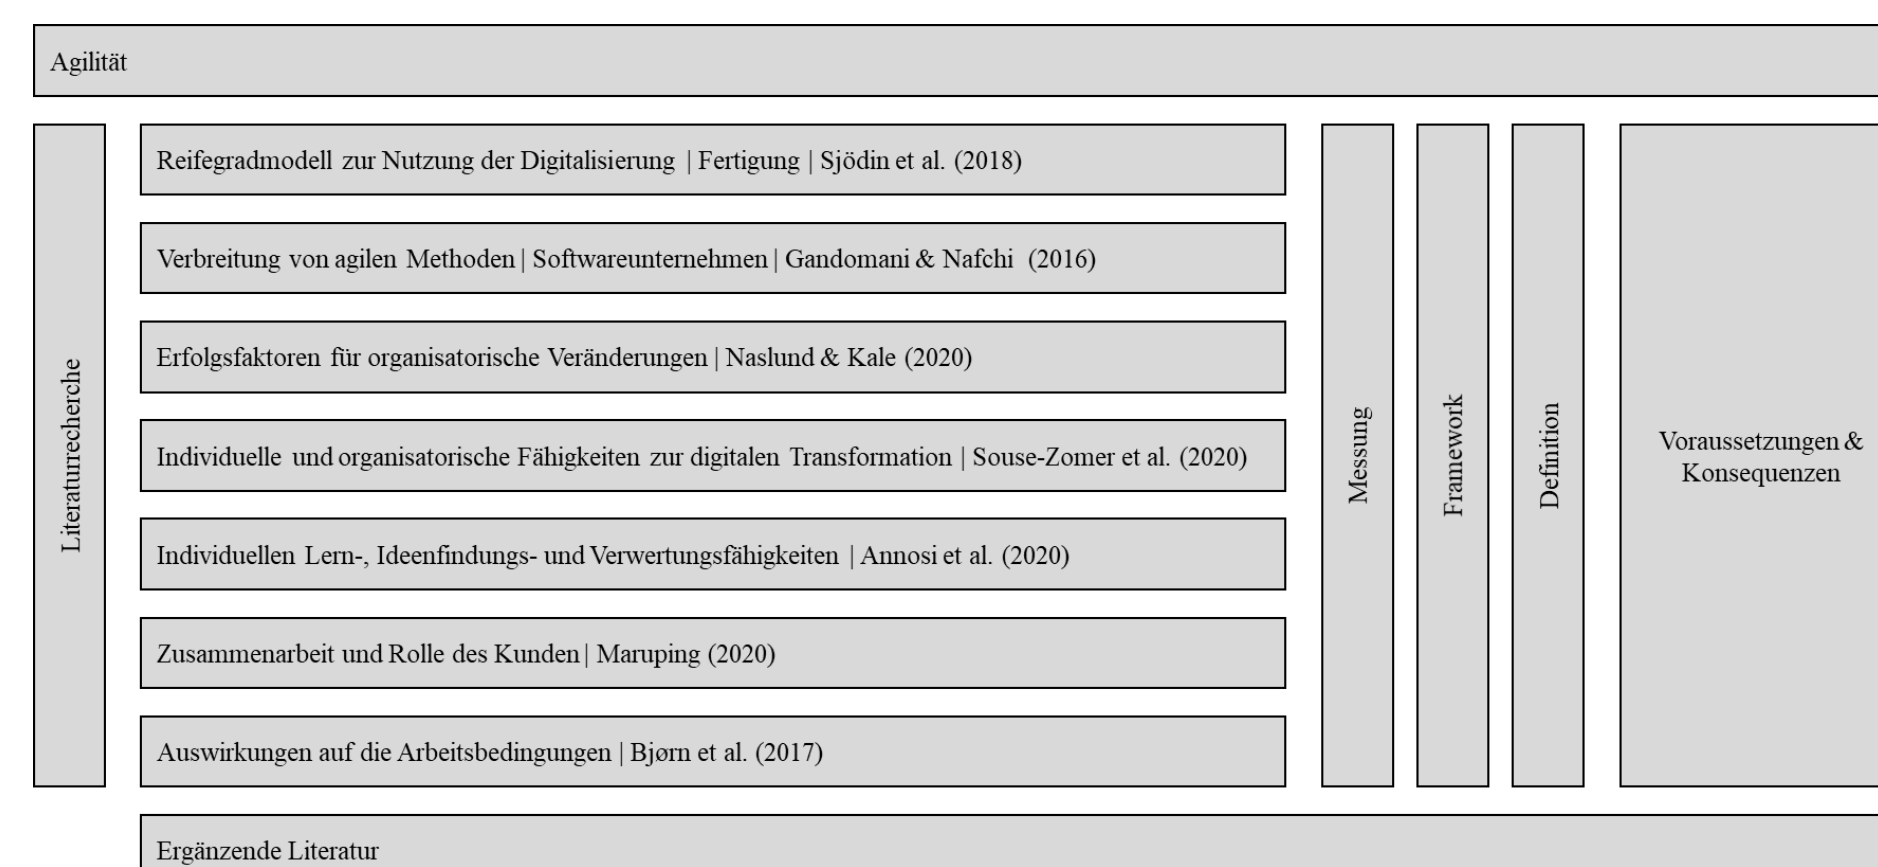 Agilität
Literaturrecherche
Reifegradmodell zur Nutzung der Digitalisierung | Fertigung | Sjödin et al. (2018)
Verbreitung von agilen Methoden | Softwareunternehmen | Gandomani & Nafchi (2016)
Erfolgsfaktoren für organisatorische Veränderungen | Naslund & Kale (2020)
Individuelle und organisatorische Fähigkeiten zur digitalen Transformation | Souse-Zomer et al. (2020)
Individuellen Lern-, Ideenfindungs- und Verwertungsfähigkeiten | Annosi et al. (2020)
Zusammenarbeit und Rolle des Kunden | Maruping (2020)
Auswirkungen auf die Arbeitsbedingungen | Bjørn et al. (2017)
Messung
Framework
Definition
Voraussetzungen &
Konsequenzen
Ergänzende Literatur